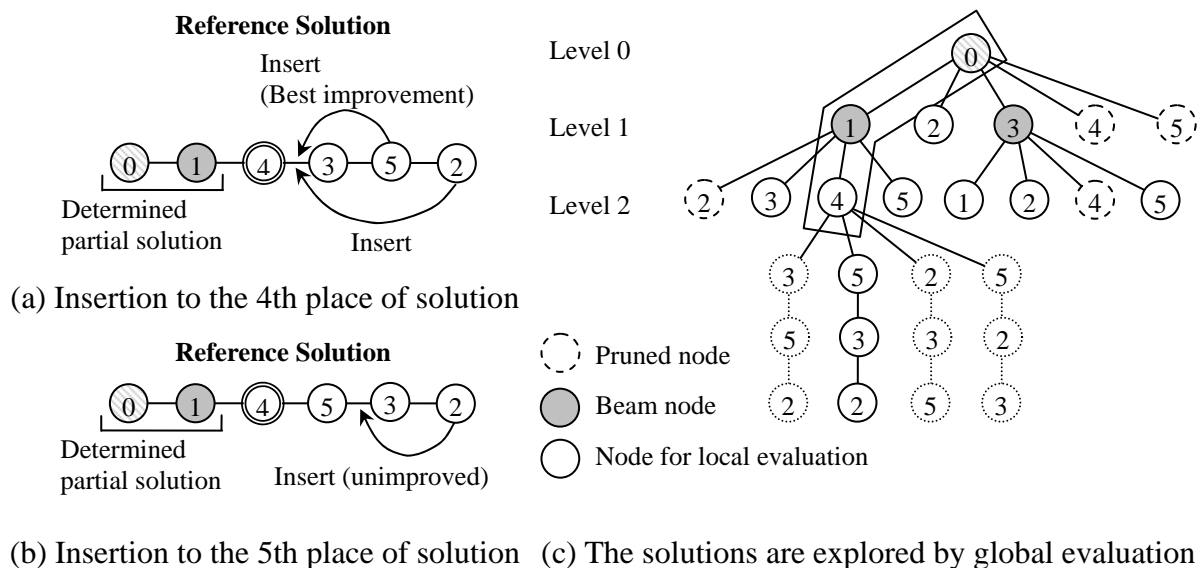 Reference Solution
Insert
(Best improvement)
0 1 4 3 5 2
Determined
partial solution
Insert
(a) Insertion to the 4th place of solution
Reference Solution
0 1 4 5 3 2
Determined
partial solution
Insert (unimproved)
(b) Insertion to the 5th place of solution
Level 0
0
Level 1
1 2 3 4 5
Level 2
2 3 4 5 1 2 4 5
3 5 2 5
5 3 3 2
2 2 5 3
Pruned node
Beam node
Node for local evaluation
(c) The solutions are explored by global evaluation